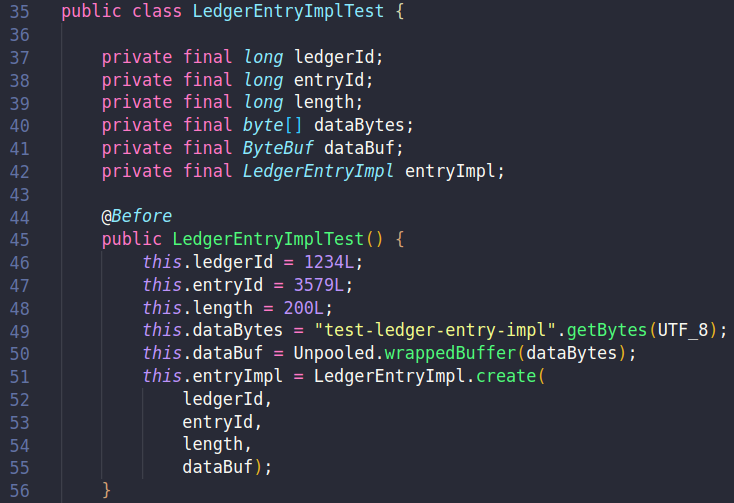 35 public class LedgerEntryImplTest {
36
37     private final long ledgerId;
38     private final long entryId;
39     private final long length;
40     private final byte[] dataBytes;
41     private final ByteBuf dataBuf;
42     private final LedgerEntryImpl entryImpl;
43
44     @Before
45     public LedgerEntryImplTest() {
46         this.ledgerId = 1234L;
47         this.entryId = 3579L;
48         this.length = 200L;
49         this.dataBytes = "test-ledger-entry-impl".getBytes(UTF_8);
50         this.dataBuf = Unpooled.wrappedBuffer(dataBytes);
51         this.entryImpl = LedgerEntryImpl.create(
52             ledgerId,
53             entryId,
54             length,
55             dataBuf);
56     }